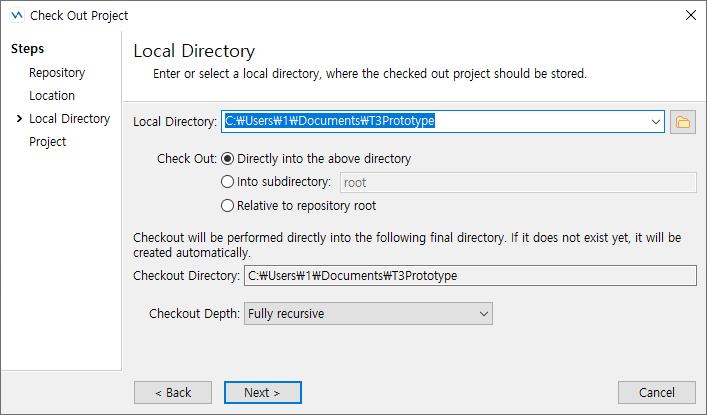 Check Out Project
Steps
Repository
Location
Local Directory
Project
Local Directory
Enter or select a local directory, where the checked out project should be stored.
Local Directory: C:₩Users₩1₩Documents₩T3Prototype
Check Out: Directly into the above directory
Into subdirectory: root
Relative to repository root
Checkout will be performed directly into the following final directory. If it does not exist yet, it will be
created automatically.
Checkout Directory: C:₩Users₩1₩Documents₩T3Prototype
Checkout Depth: Fully recursive
< Back
Next >
Cancel